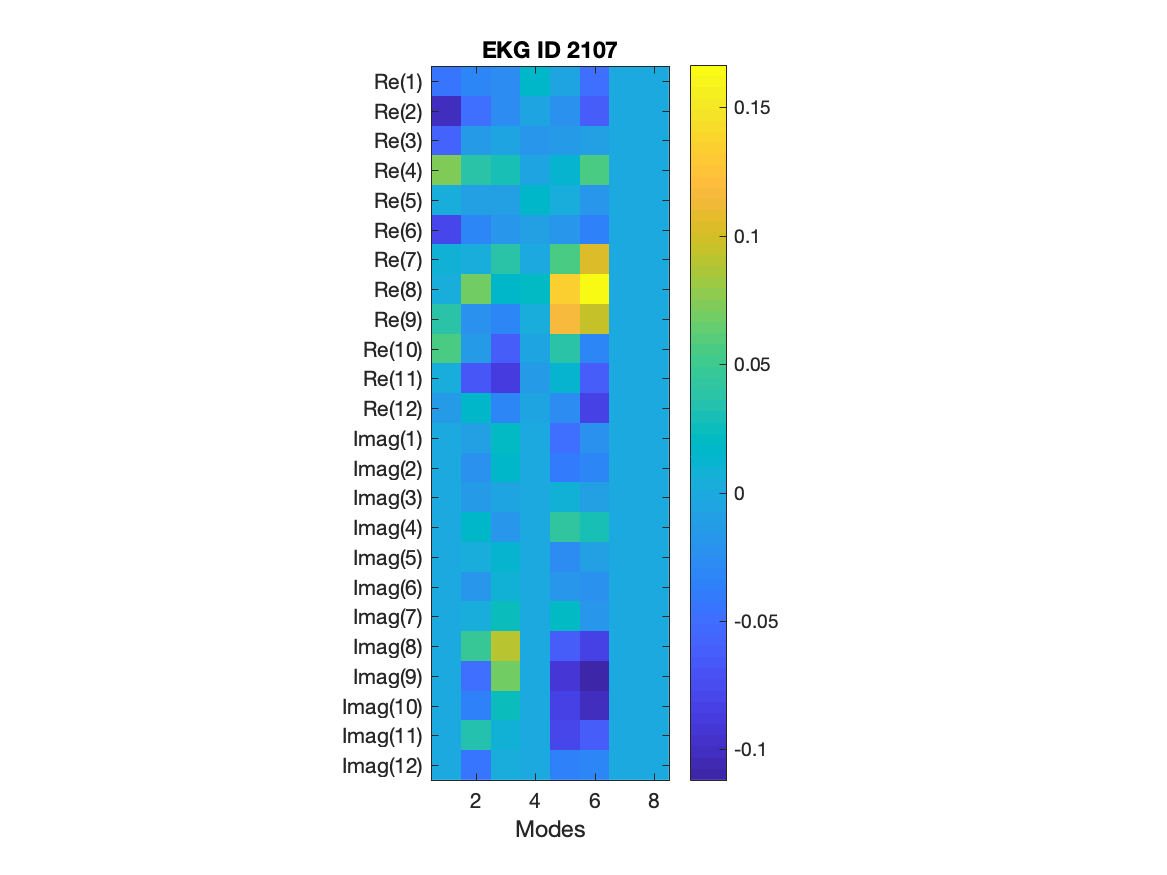 EKG ID 2107
Re(1)
Re(2)
Re(3)
Re(4)
Re(5)
Re(6)
Re(7)
Re(8)
Re(9)
Re(10)
Re(11)
Re(12)
Imag(1)
Imag(2)
Imag(3)
Imag(4)
Imag(5)
Imag(6)
Imag(7)
Imag(8)
Imag(9)
Imag(10)
Imag(11)
Imag(12)
2 4 6 8
Modes
0.15
0.1
0.05
0
-0.05
-0.1